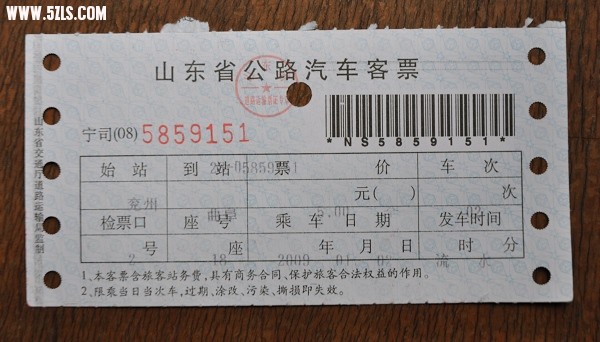 WWW.5ZLS.COM
山东省公路汽车客票
宁司(08) 5859151
*NS5859151*
始站 到站 票价 车次
元( ) 次
兖州
检票口 座号 乘车日期 发车时间
曲阜
号 座 年 月 日 时 分
2 18 2009 流水
1、本客票含旅客站务费,具有商务合同、保护旅客合法权益的作用。
2、限乘当日当次车,过期、涂改、污染、撕损即失效。
山东省交通厅道路运输局监制